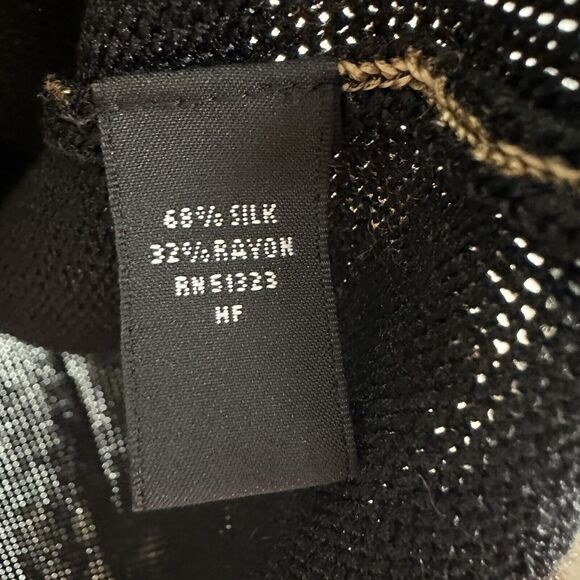 68% SILK
32% RAYON
RN 51323
HF